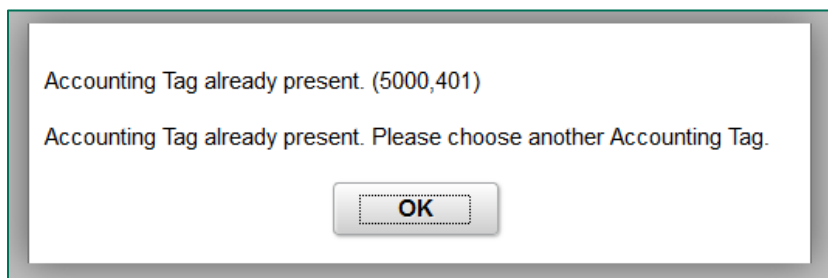 Accounting Tag already present. (5000,401)
Accounting Tag already present. Please choose another Accounting Tag.
OK